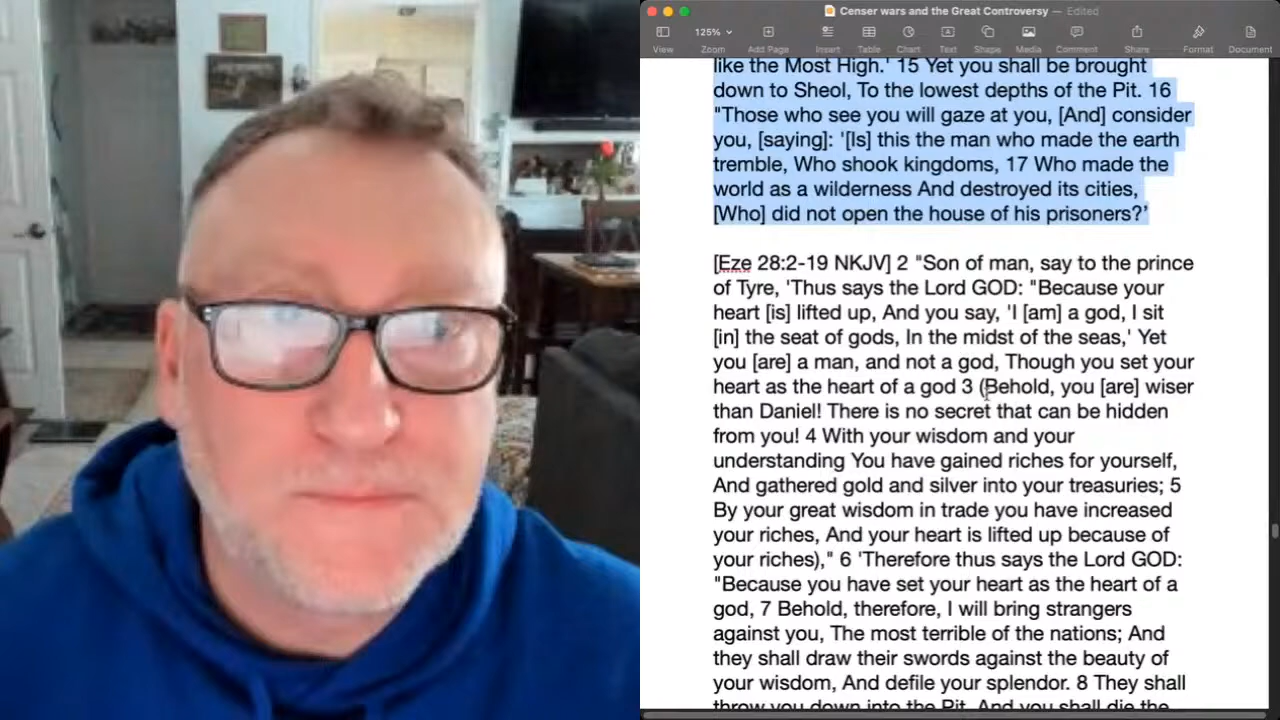 Censer wars and the Great Controversy — Edited
125%
View
Zoom
Add Page
Insert
Table
Chart
Text
Shape
Media
Comment
Share
Format
Document
like the Most High.' 15 Yet you shall be brought
down to Sheol, To the lowest depths of the Pit. 16
"Those who see you will gaze at you, [And] consider
you, [saying]: '[Is] this the man who made the earth
tremble, Who shook kingdoms, 17 Who made the
world as a wilderness And destroyed its cities,
[Who] did not open the house of his prisoners?'
[Eze 28:2-19 NKJV] 2 "Son of man, say to the prince
of Tyre, 'Thus says the Lord GOD: "Because your
heart [is] lifted up, And you say, 'I [am] a god, I sit
[in] the seat of gods, In the midst of the seas,' Yet
you [are] a man, and not a god, Though you set your
heart as the heart of a god 3 (Behold, you [are] wiser
than Daniel! There is no secret that can be hidden
from you! 4 With your wisdom and your
understanding You have gained riches for yourself,
And gathered gold and silver into your treasuries; 5
By your great wisdom in trade you have increased
your riches, And your heart is lifted up because of
your riches)," 6 'Therefore thus says the Lord GOD:
"Because you have set your heart as the heart of a
god, 7 Behold, therefore, I will bring strangers
against you, The most terrible of the nations; And
they shall draw their swords against the beauty of
your wisdom, And defile your splendor. 8 They shall
throw you down into the Pit, And you shall die the